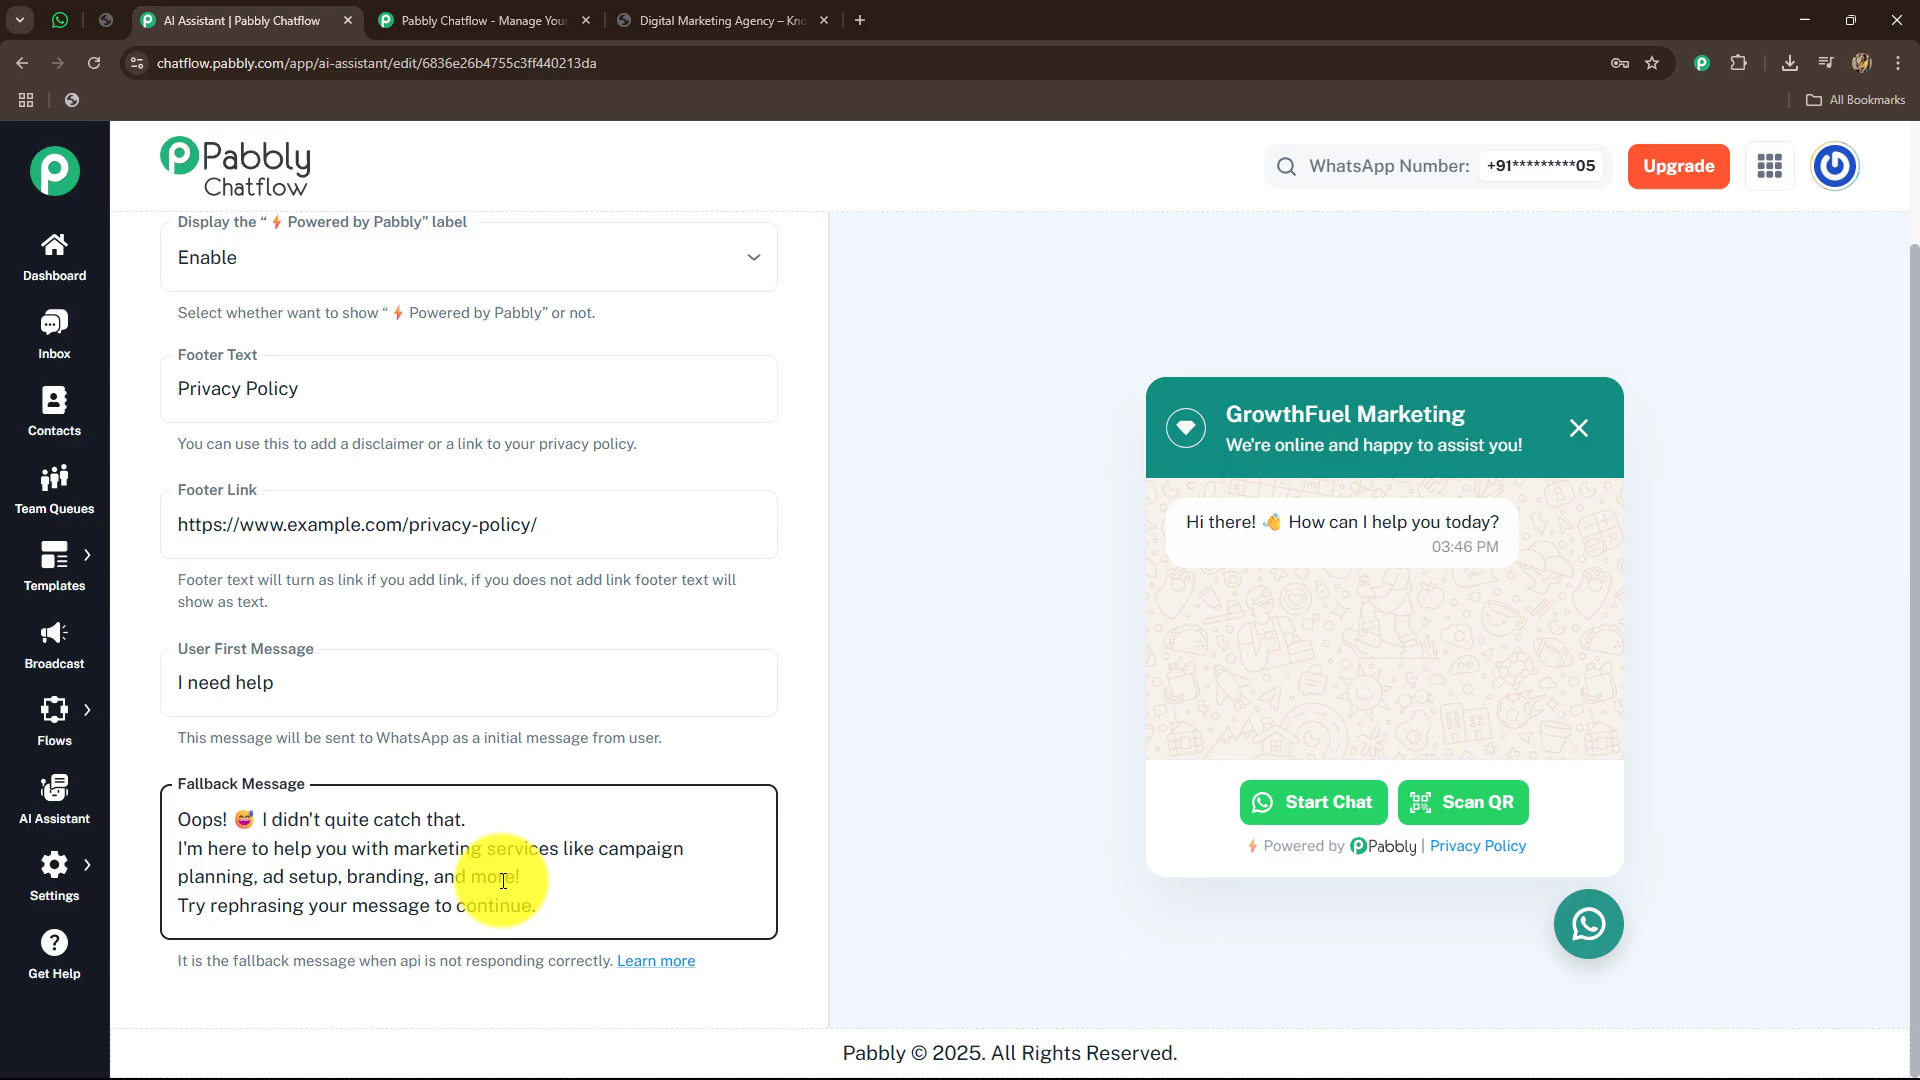 AI Assistant | Pabbly Chatflow
Pabbly Chatflow - Manage Your
Digital Marketing Agency – Kno
chatflow.pabbly.com/app/ai-assistant/edit/6836e26b4755c3ff440213da
All Bookmarks
Pabbly
Chatflow
WhatsApp Number: +91*********05
Upgrade
Dashboard
Inbox
Contacts
Team Queues
Templates
Broadcast
Flows
AI Assistant
Settings
Get Help
Display the “⚡ Powered by Pabbly” label
Enable
Select whether want to show “⚡ Powered by Pabbly” or not.
Footer Text
Privacy Policy
You can use this to add a disclaimer or a link to your privacy policy.
Footer Link
https://www.example.com/privacy-policy/
Footer text will turn as link if you add link, if you does not add link footer text will
show as text.
User First Message
I need help
This message will be sent to WhatsApp as a initial message from user.
Fallback Message
Oops! 😅 I didn't quite catch that.
I'm here to help you with marketing services like campaign
planning, ad setup, branding, and more!
Try rephrasing your message to continue.
It is the fallback message when api is not responding correctly. Learn more
GrowthFuel Marketing
We're online and happy to assist you!
Hi there! 👋 How can I help you today?
03:46 PM
Start Chat
Scan QR
⚡ Powered by Pabbly | Privacy Policy
Pabbly © 2025. All Rights Reserved.